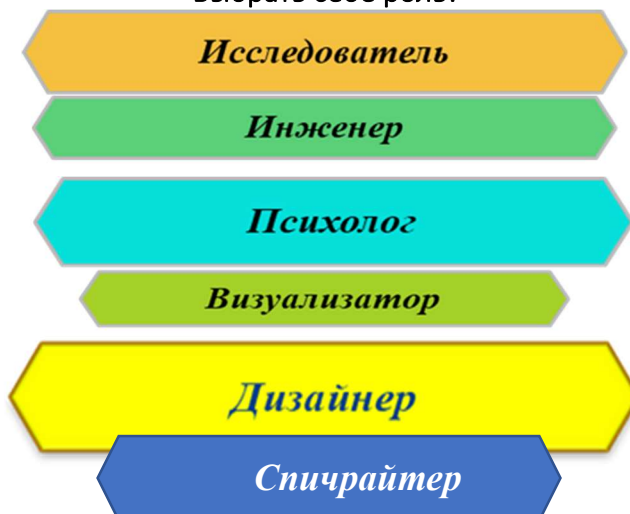 Исследователь
Инженер
Психолог
Визуализатор
Дизайнер
Спичрайтер